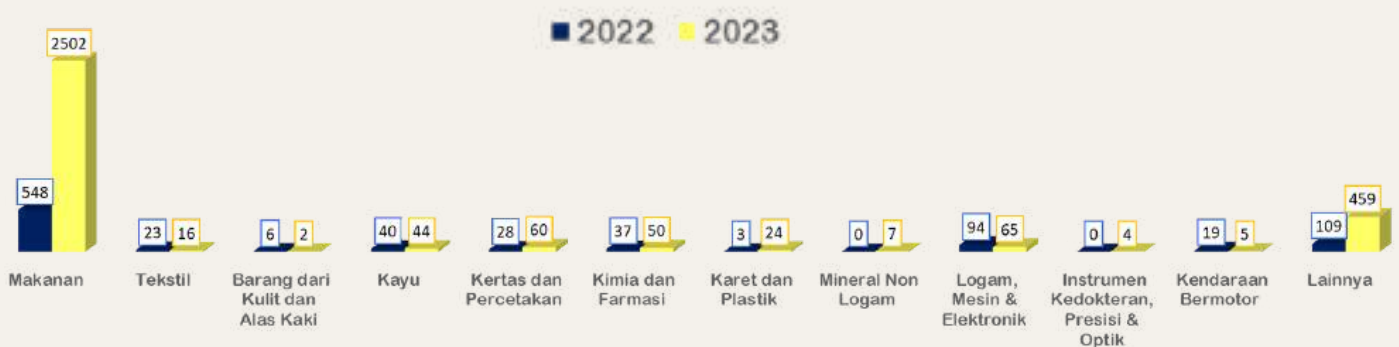 2022 2023
2502
548
23 16
6 2
40 44
28 60
37 50
3 24
0 7
94 65
0 4
19 5
109 459
Makanan
Tekstil
Barang dari
Kulit dan
Alas Kaki
Kayu
Kertas dan
Percetakan
Kimia dan
Farmasi
Karet dan
Plastik
Mineral Non
Logam
Logam,
Mesin &
Elektronik
Instrumen
Kedokteran,
Presisi &
Optik
Kendaraan
Bermotor
Lainnya